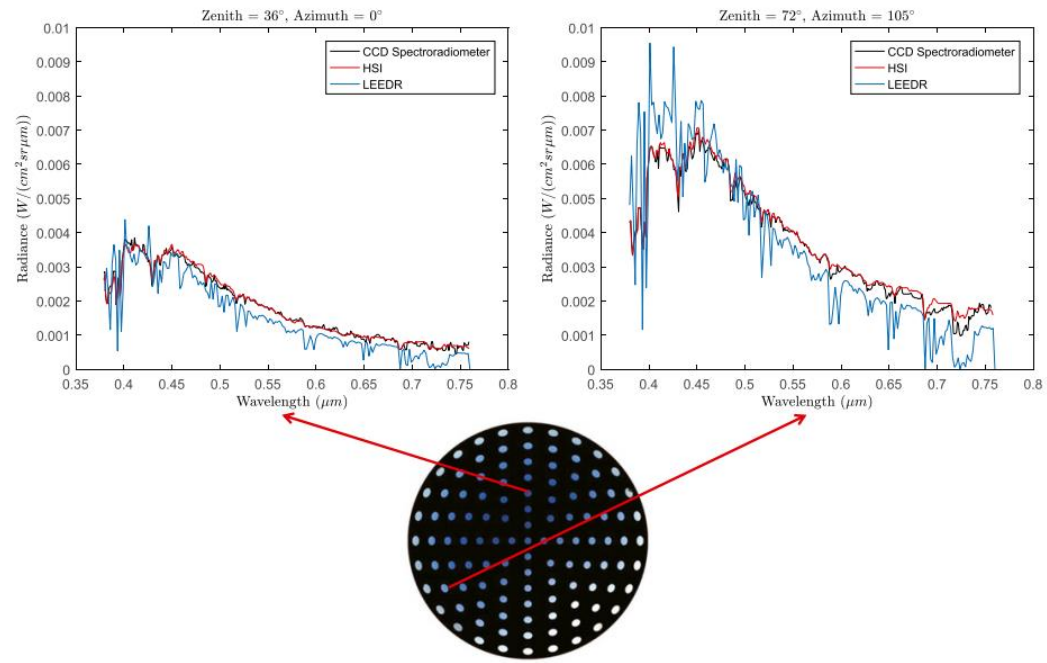 Zenith = 36°, Azimuth = 0°
0.01
0.009
0.008
0.007
0.006
0.005
0.004
0.003
0.002
0.001
0
Radiance (W/(cm²srμm))
CCD Spectroradiometer
HSI
LEEDR
0.35 0.4 0.45 0.5 0.55 0.6 0.65 0.7 0.75 0.8
Wavelength (μm)
Zenith = 72°, Azimuth = 105°
0.01
0.009
0.008
0.007
0.006
0.005
0.004
0.003
0.002
0.001
0
Radiance (W/(cm²srμm))
CCD Spectroradiometer
HSI
LEEDR
0.35 0.4 0.45 0.5 0.55 0.6 0.65 0.7 0.75 0.8
Wavelength (μm)